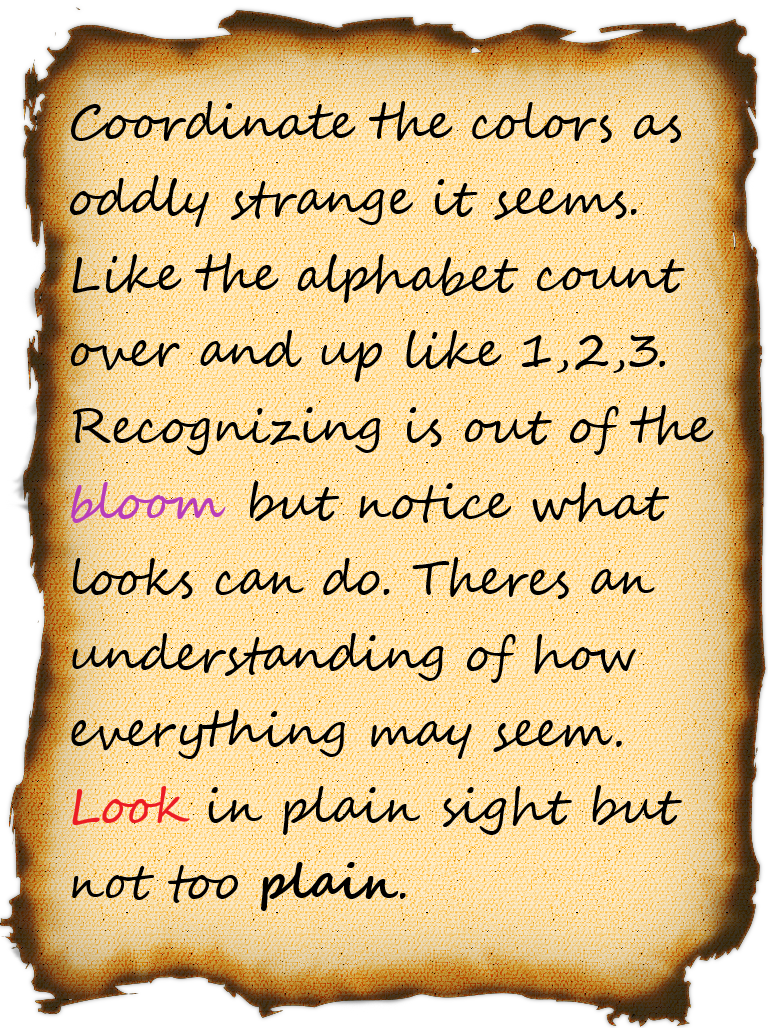 Coordinate the colors as
oddly strange it seems.
Like the alphabet count
over and up like 1,2,3.
Recognizing is out of the
bloom but notice what
looks can do. Theres an
understanding of how
everything may seem.
Look in plain sight but
not too plain.